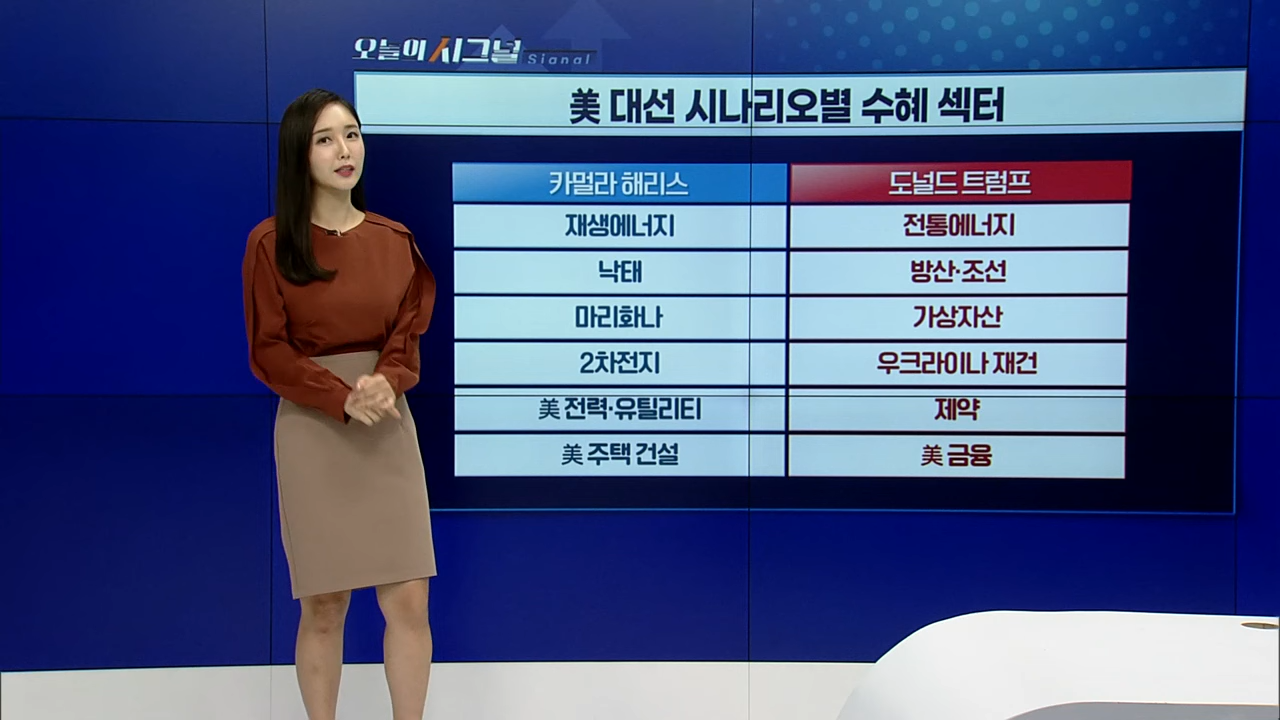 오늘의 시그널 Signal
美 대선 시나리오별 수혜 섹터
카멀라 해리스 도널드 트럼프
재생에너지 전통에너지
낙태 방산·조선
마리화나 가상자산
2차전지 우크라이나 재건
美 전력·유틸리티 제약
美 주택 건설 美 금융